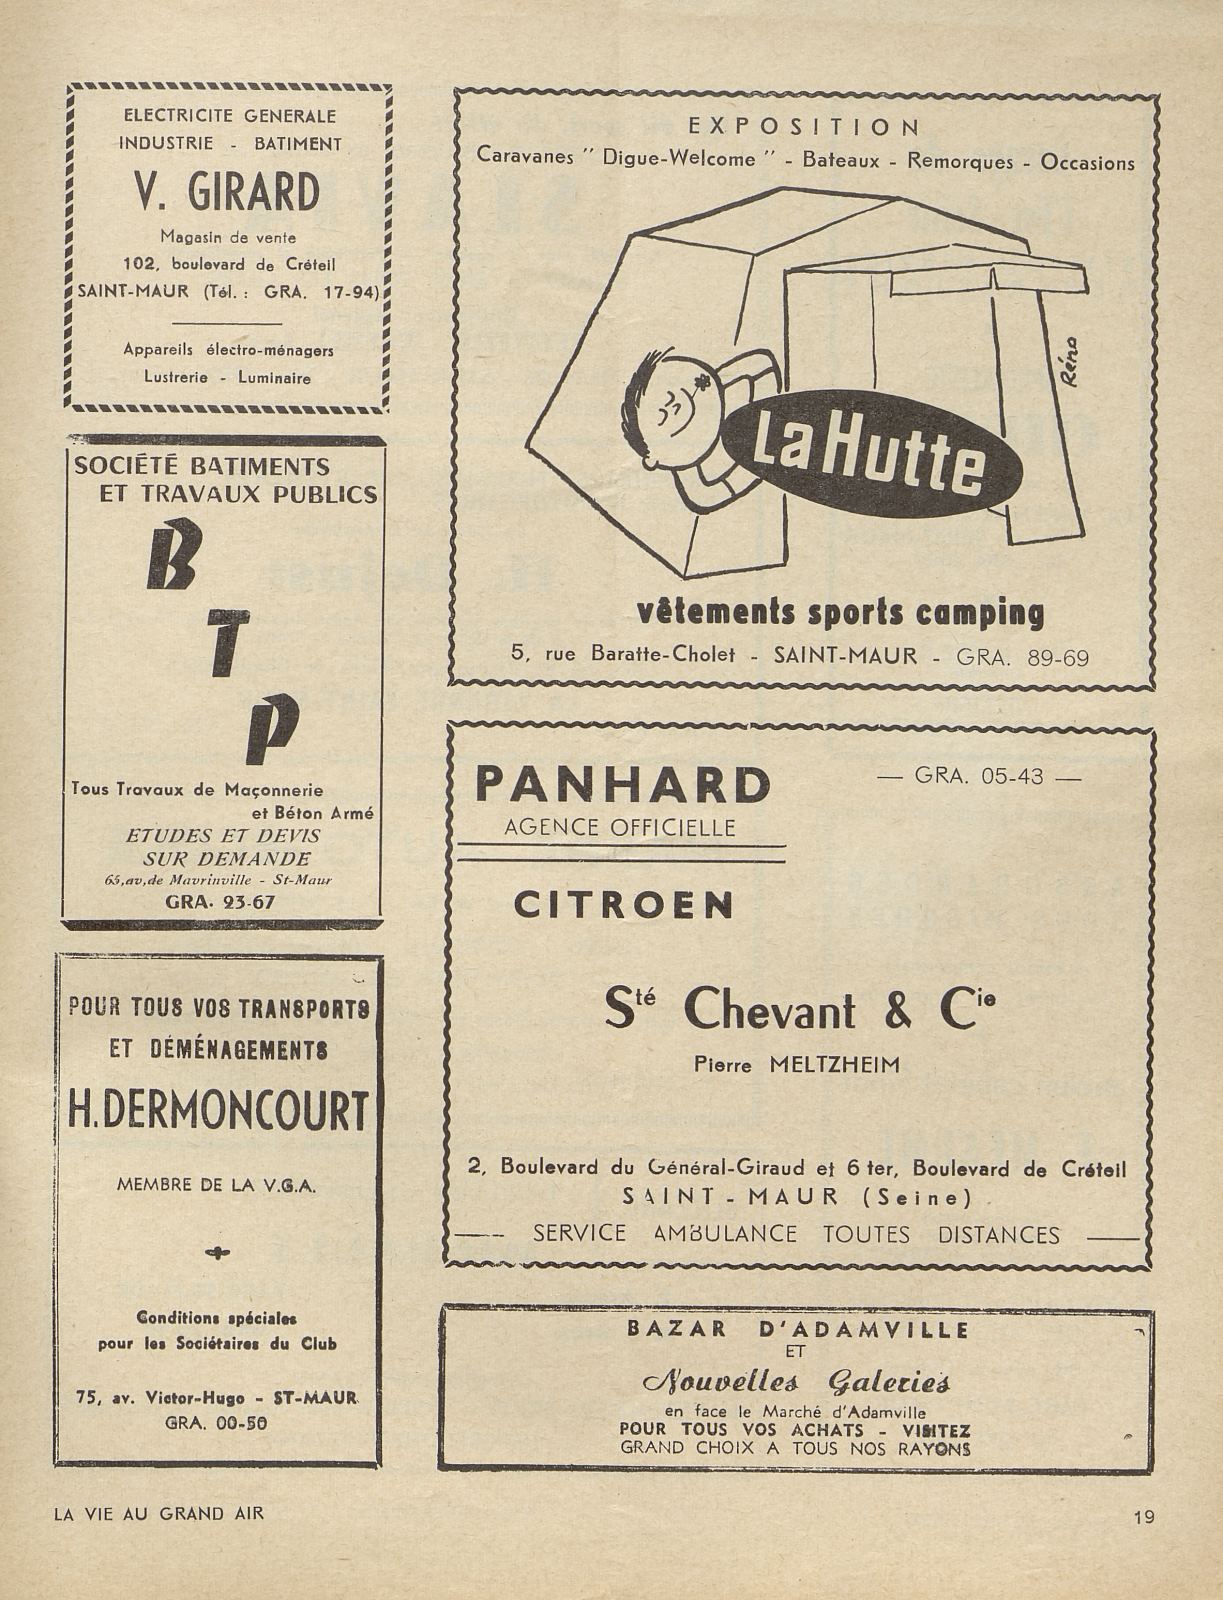 ELECTRICITE GENERALE
INDUSTRIE - BATIMENT
V. GIRARD
Magasin de vente
102, boulevard de Créteil
SAINT-MAUR (Tél. : GRA. 17-94)
Appareils électro-ménagers
Lustrerie - Luminaire
SOCIÉTÉ BATIMENTS
ET TRAVAUX PUBLICS
B
T
P
Tous Travaux de Maçonnerie
et Béton Armé
ETUDES ET DEVIS
SUR DEMANDE
65,av,de Mavrinville - St-Maur
GRA. 23-67
POUR TOUS VOS TRANSPORTS
ET DÉMÉNAGEMENTS
H.DERMONCOURT
MEMBRE DE LA V.G.A.
Conditions spéciales
pour les Sociétaires du Club
75, av. Victor-Hugo - ST-MAUR
GRA. 00-50
EXPOSITION
Caravanes " Digue-Welcome " - Bateaux - Remorques - Occasions
Réno
La Hutte
vêtements sports camping
5, rue Baratte-Cholet - SAINT-MAUR - GRA. 89-69
PANHARD
— GRA. 05-43 —
AGENCE OFFICIELLE
CITROEN
Sté Chevant & Cie
Pierre MELTZHEIM
2, Boulevard du Général-Giraud et 6 ter, Boulevard de Créteil
SAINT - MAUR (Seine)
SERVICE AMBULANCE TOUTES DISTANCES
BAZAR D'ADAMVILLE
ET
Nouvelles Galeries
en face le Marché d'Adamville
POUR TOUS VOS ACHATS - VISITEZ
GRAND CHOIX A TOUS NOS RAYONS
LA VIE AU GRAND AIR
19